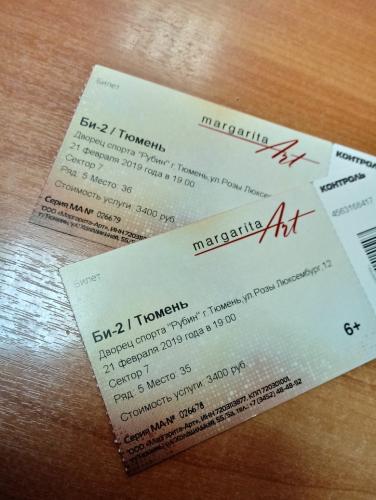 Билет
margarita Art
Би-2 / Тюмень
Дворец спорта "Рубин" г.Тюмень,ул.Розы Люксе
21 февраля 2019 года в 19:00
Сектор 7
Ряд: 5 Место: 36
Стоимость услуги: 3400 руб.
Серия МА № 026679
КОНТРОЛЬ
Билет
margarita Art
Би-2 / Тюмень
Дворец спорта "Рубин" г.Тюмень,ул.Розы Люксембург,12
21 февраля 2019 года в 19:00
Сектор 7
Ряд: 5 Место: 35
Стоимость услуги: 3400 руб.
6+
Серия МА № 026678
КОНТРОЛЬ
4563168417